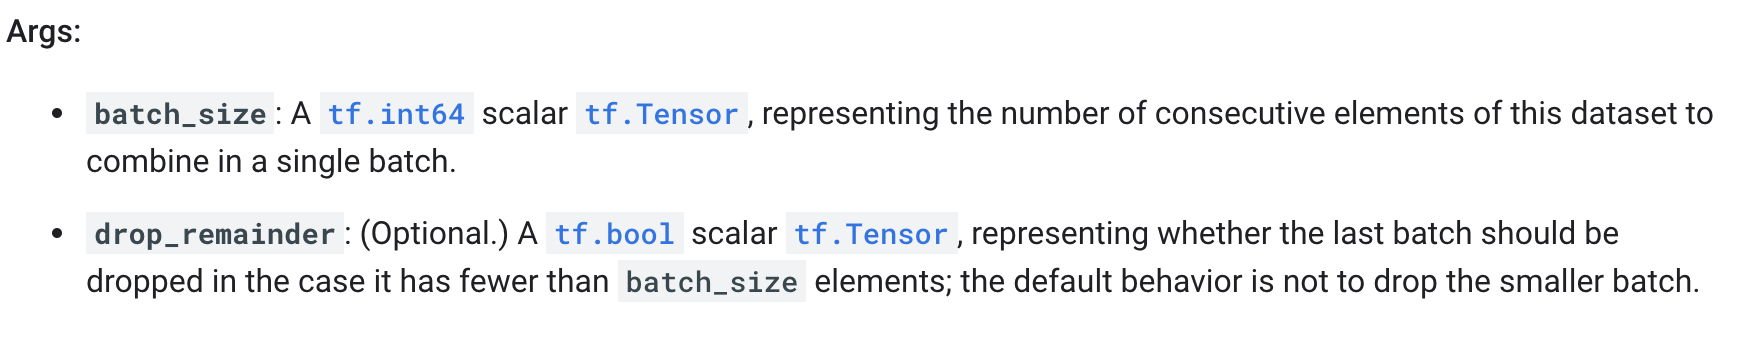 Args:
• batch_size: A tf.int64 scalar tf.Tensor, representing the number of consecutive elements of this dataset to
combine in a single batch.
• drop_remainder: (Optional.) A tf.bool scalar tf.Tensor, representing whether the last batch should be
dropped in the case it has fewer than batch_size elements; the default behavior is not to drop the smaller batch.